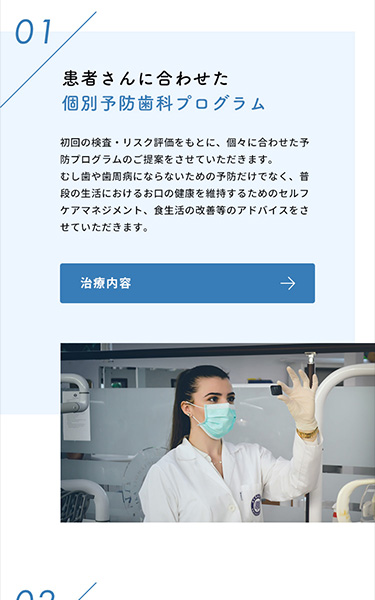 01
患者さんに合わせた
個別予防歯科プログラム
初回の検査・リスク評価をもとに、個々に合わせた予
防プログラムのご提案をさせていただきます。
むし歯や歯周病にならないための予防だけでなく、普
段の生活におけるお口の健康を維持するためのセルフ
ケアマネジメント、食生活の改善等のアドバイスをさ
せていただきます。
治療内容